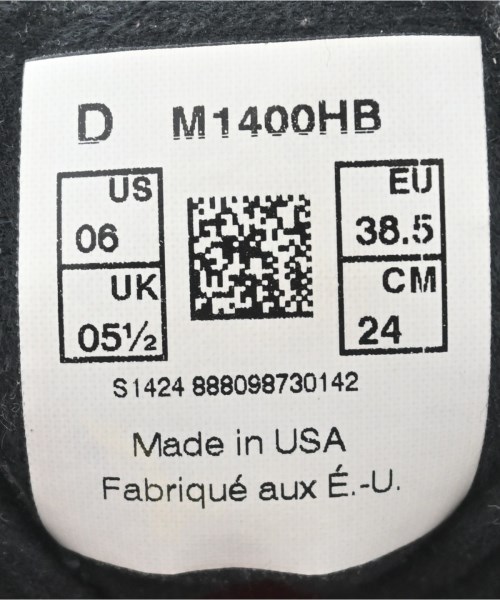 D M1400HB
US
06
UK
05½
EU
38.5
CM
24
S1424 888098730142
Made in USA
Fabriqué aux É.-U.